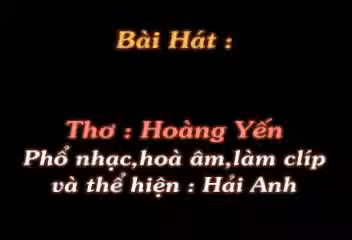 Bài Hát :
Thơ : Hoàng Yến
Phổ nhạc,hoà âm,làm clíp
và thể hiện : Hải Anh